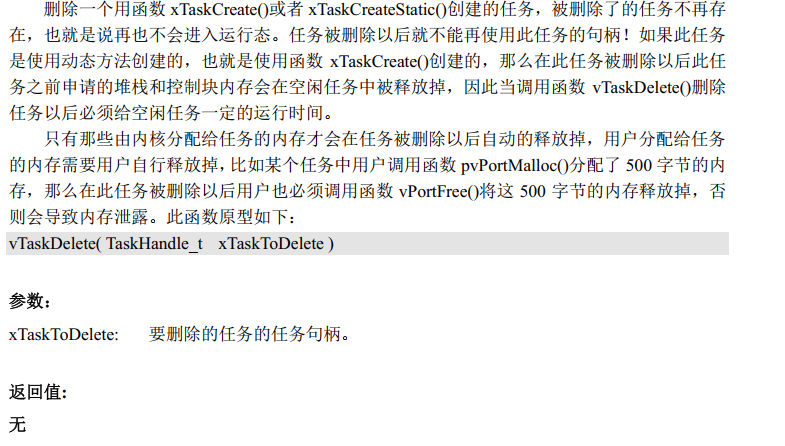 删除一个用函数 xTaskCreate()或者 xTaskCreateStatic()创建的任务，被删除了的任务不再存
在，也就是说再也不会进入运行态。任务被删除以后就不能再使用此任务的句柄！如果此任务
是使用动态方法创建的，也就是使用函数 xTaskCreate()创建的，那么在此任务被删除以后此任
务之前申请的堆栈和控制块内存会在空闲任务中被释放掉，因此当调用函数 vTaskDelete()删除
任务以后必须给空闲任务一定的运行时间。
只有那些由内核分配给任务的内存才会在任务被删除以后自动的释放掉，用户分配给任务
的内存需要用户自行释放掉，比如某个任务中用户调用函数 pvPortMalloc()分配了 500 字节的内
存，那么在此任务被删除以后用户也必须调用函数 vPortFree()将这 500 字节的内存释放掉，否
则会导致内存泄露。此函数原型如下：
vTaskDelete( TaskHandle_t xTaskToDelete )
参数：
xTaskToDelete: 要删除的任务的任务句柄。
返回值：
无